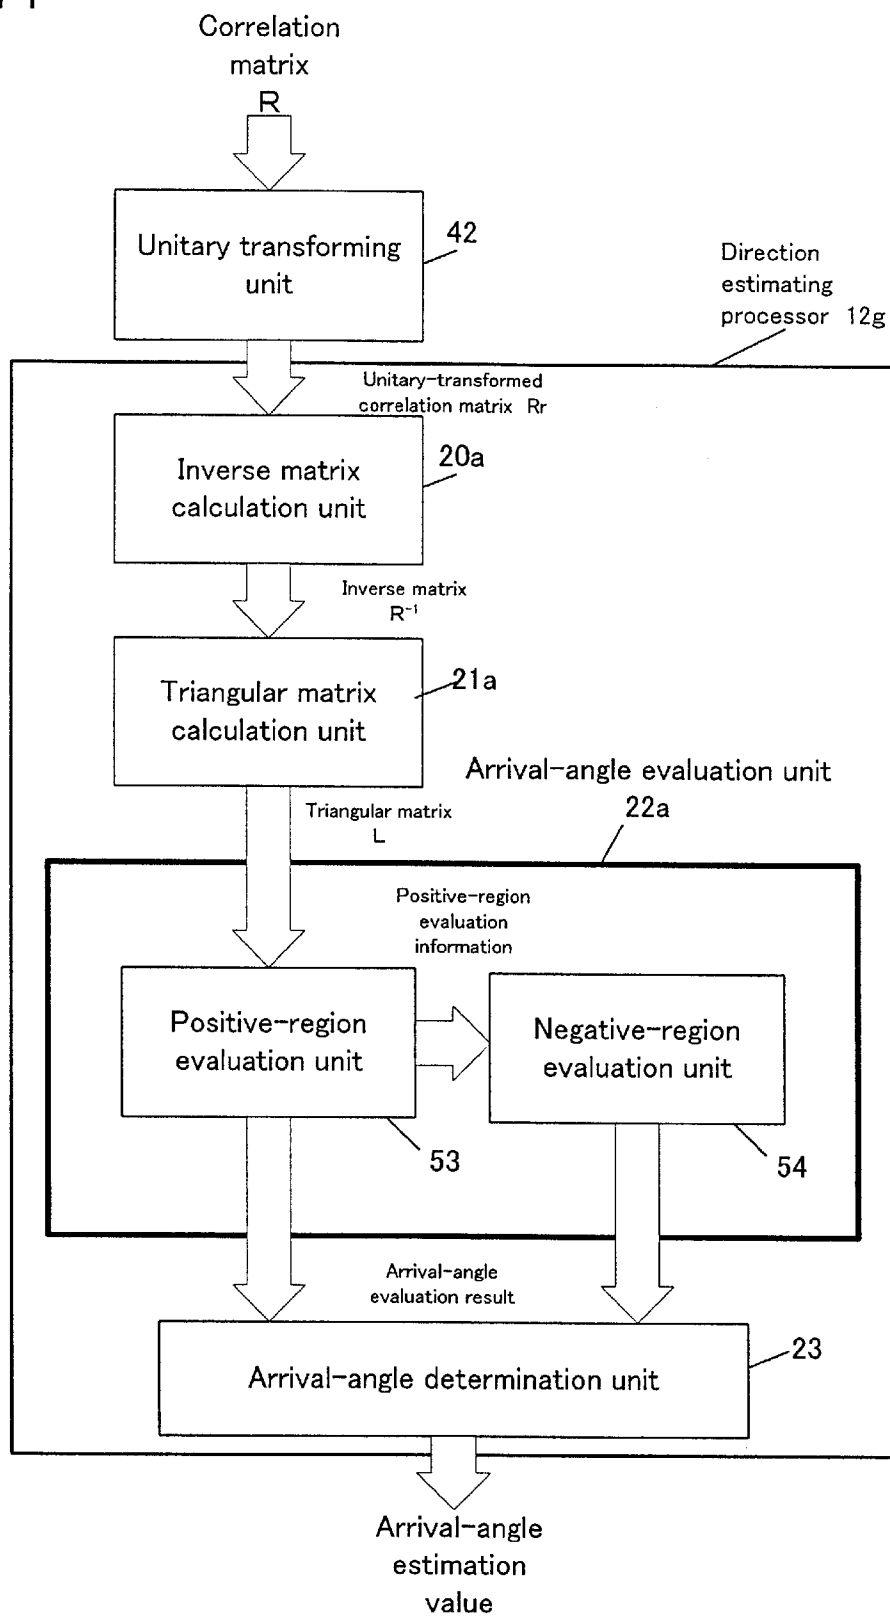 Correlation
matrix
R
Unitary transforming
unit
42
Direction
estimating
processor 12g
Unitary-transformed
correlation matrix Rr
Inverse matrix
calculation unit
20a
Inverse matrix
R⁻¹
Triangular matrix
calculation unit
21a
Arrival-angle evaluation unit
22a
Triangular matrix
L
Positive-region
evaluation
information
Positive-region
evaluation unit
Negative-region
evaluation unit
53
54
Arrival-angle
evaluation result
Arrival-angle determination unit
23
Arrival-angle
estimation
value